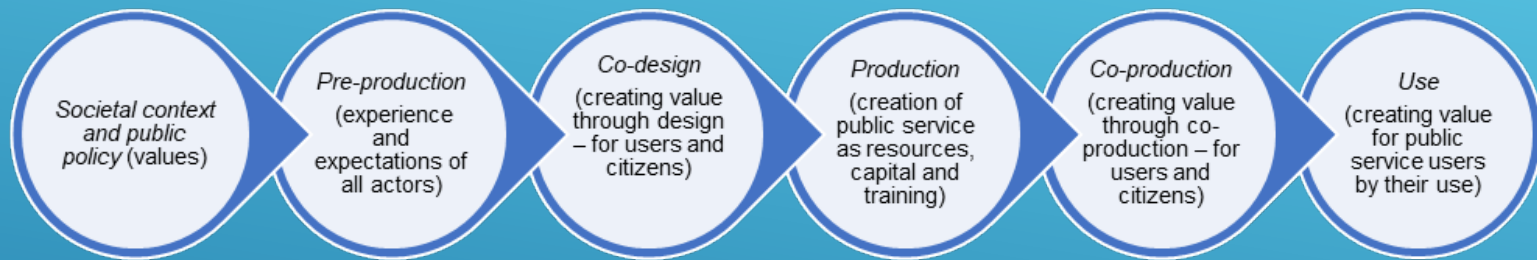 Societal context
and public
policy (values)
Pre-production
(experience
and
expectations of
all actors)
Co-design
(creating value
through design
– for users and
citizens)
Production
(creation of
public service
as resources,
capital and
training)
Co-production
(creating value
through co-
production – for
users and
citizens)
Use
(creating value
for public
service users
by their use)